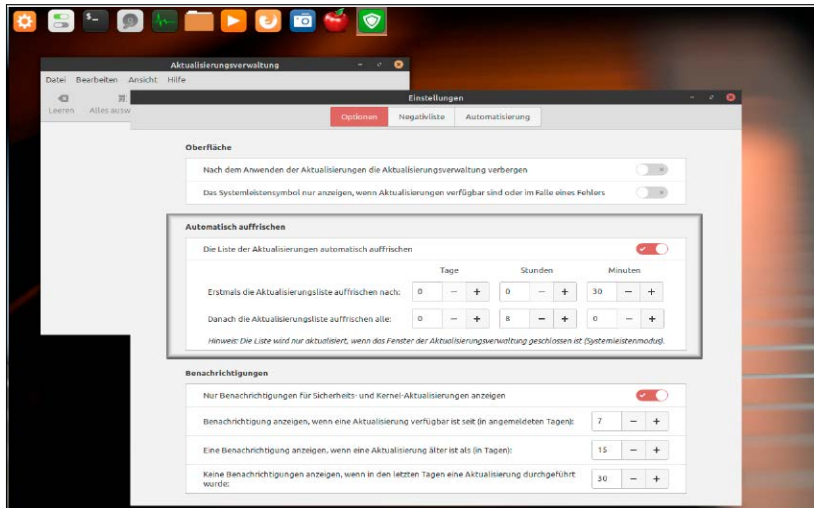 Aktualisierungsverwaltung
Datei Bearbeiten Ansicht Hilfe
Leeren Alles ausw
Einstellungen
Optionen Negativliste Automatisierung
Oberfläche
Nach dem Anwenden der Aktualisierungen die Aktualisierungsverwaltung verbergen
Das Systemleistensymbol nur anzeigen, wenn Aktualisierungen verfügbar sind oder im Falle eines Fehlers
Automatisch auffrischen
Die Liste der Aktualisierungen automatisch auffrischen
Tage Stunden Minuten
Erstmals die Aktualisierungsliste auffrischen nach: 0 − + 0 − + 30 − +
Danach die Aktualisierungsliste auffrischen alle: 0 − + 8 − + 0 − +
Hinweis: Die Liste wird nur aktualisiert, wenn das Fenster der Aktualisierungsverwaltung geschlossen ist (Systemleistenmodus).
Benachrichtigungen
Nur Benachrichtigungen für Sicherheits- und Kernel-Aktualisierungen anzeigen
Benachrichtigung anzeigen, wenn eine Aktualisierung verfügbar ist seit (in angemeldeten Tagen): 7 − +
Eine Benachrichtigung anzeigen, wenn eine Aktualisierung älter ist als (in Tagen): 15 − +
Keine Benachrichtigungen anzeigen, wenn in den letzten Tagen eine Aktualisierung durchgeführt
wurde: 30 − +